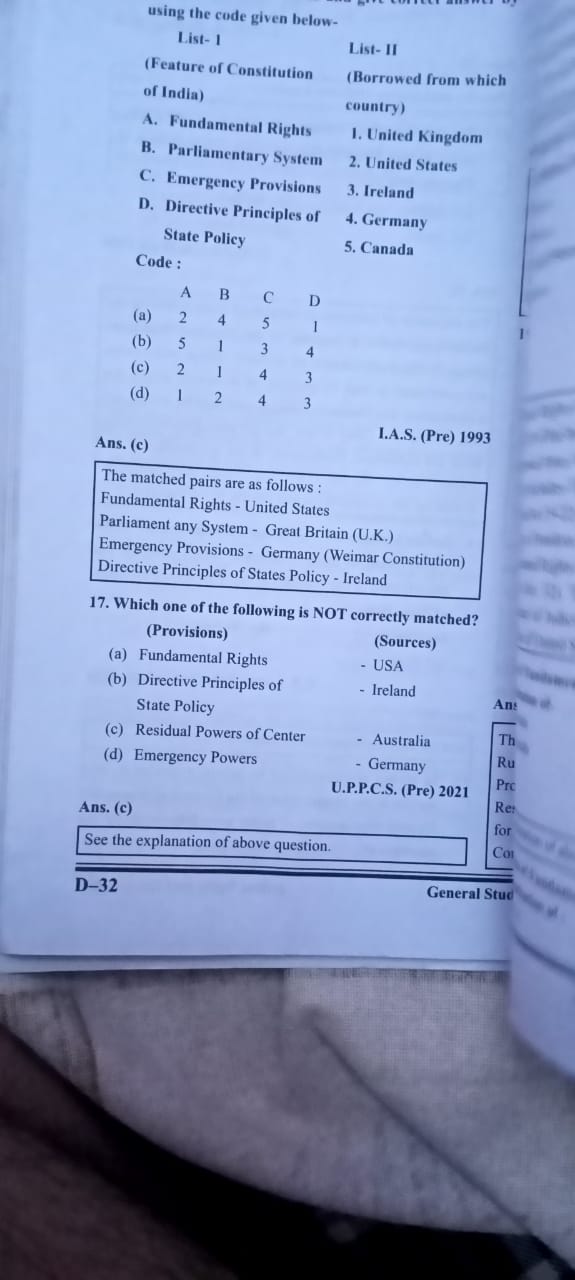 using the code given below-
List- I List- II
(Feature of Constitution (Borrowed from which
of India) country)
A. Fundamental Rights 1. United Kingdom
B. Parliamentary System 2. United States
C. Emergency Provisions 3. Ireland
D. Directive Principles of 4. Germany
State Policy 5. Canada
Code :
A B C D
(a) 2 4 5 1
(b) 5 1 3 4
(c) 2 1 4 3
(d) 1 2 4 3
I.A.S. (Pre) 1993
Ans. (c)
The matched pairs are as follows :
Fundamental Rights - United States
Parliament any System - Great Britain (U.K.)
Emergency Provisions - Germany (Weimar Constitution)
Directive Principles of States Policy - Ireland
17. Which one of the following is NOT correctly matched?
(Provisions) (Sources)
(a) Fundamental Rights - USA
(b) Directive Principles of - Ireland
State Policy
(c) Residual Powers of Center - Australia
(d) Emergency Powers - Germany
U.P.P.C.S. (Pre) 2021
Ans. (c)
See the explanation of above question.
D–32
General Stud
Ans
Th
Ru
Pro
Re
for
Co